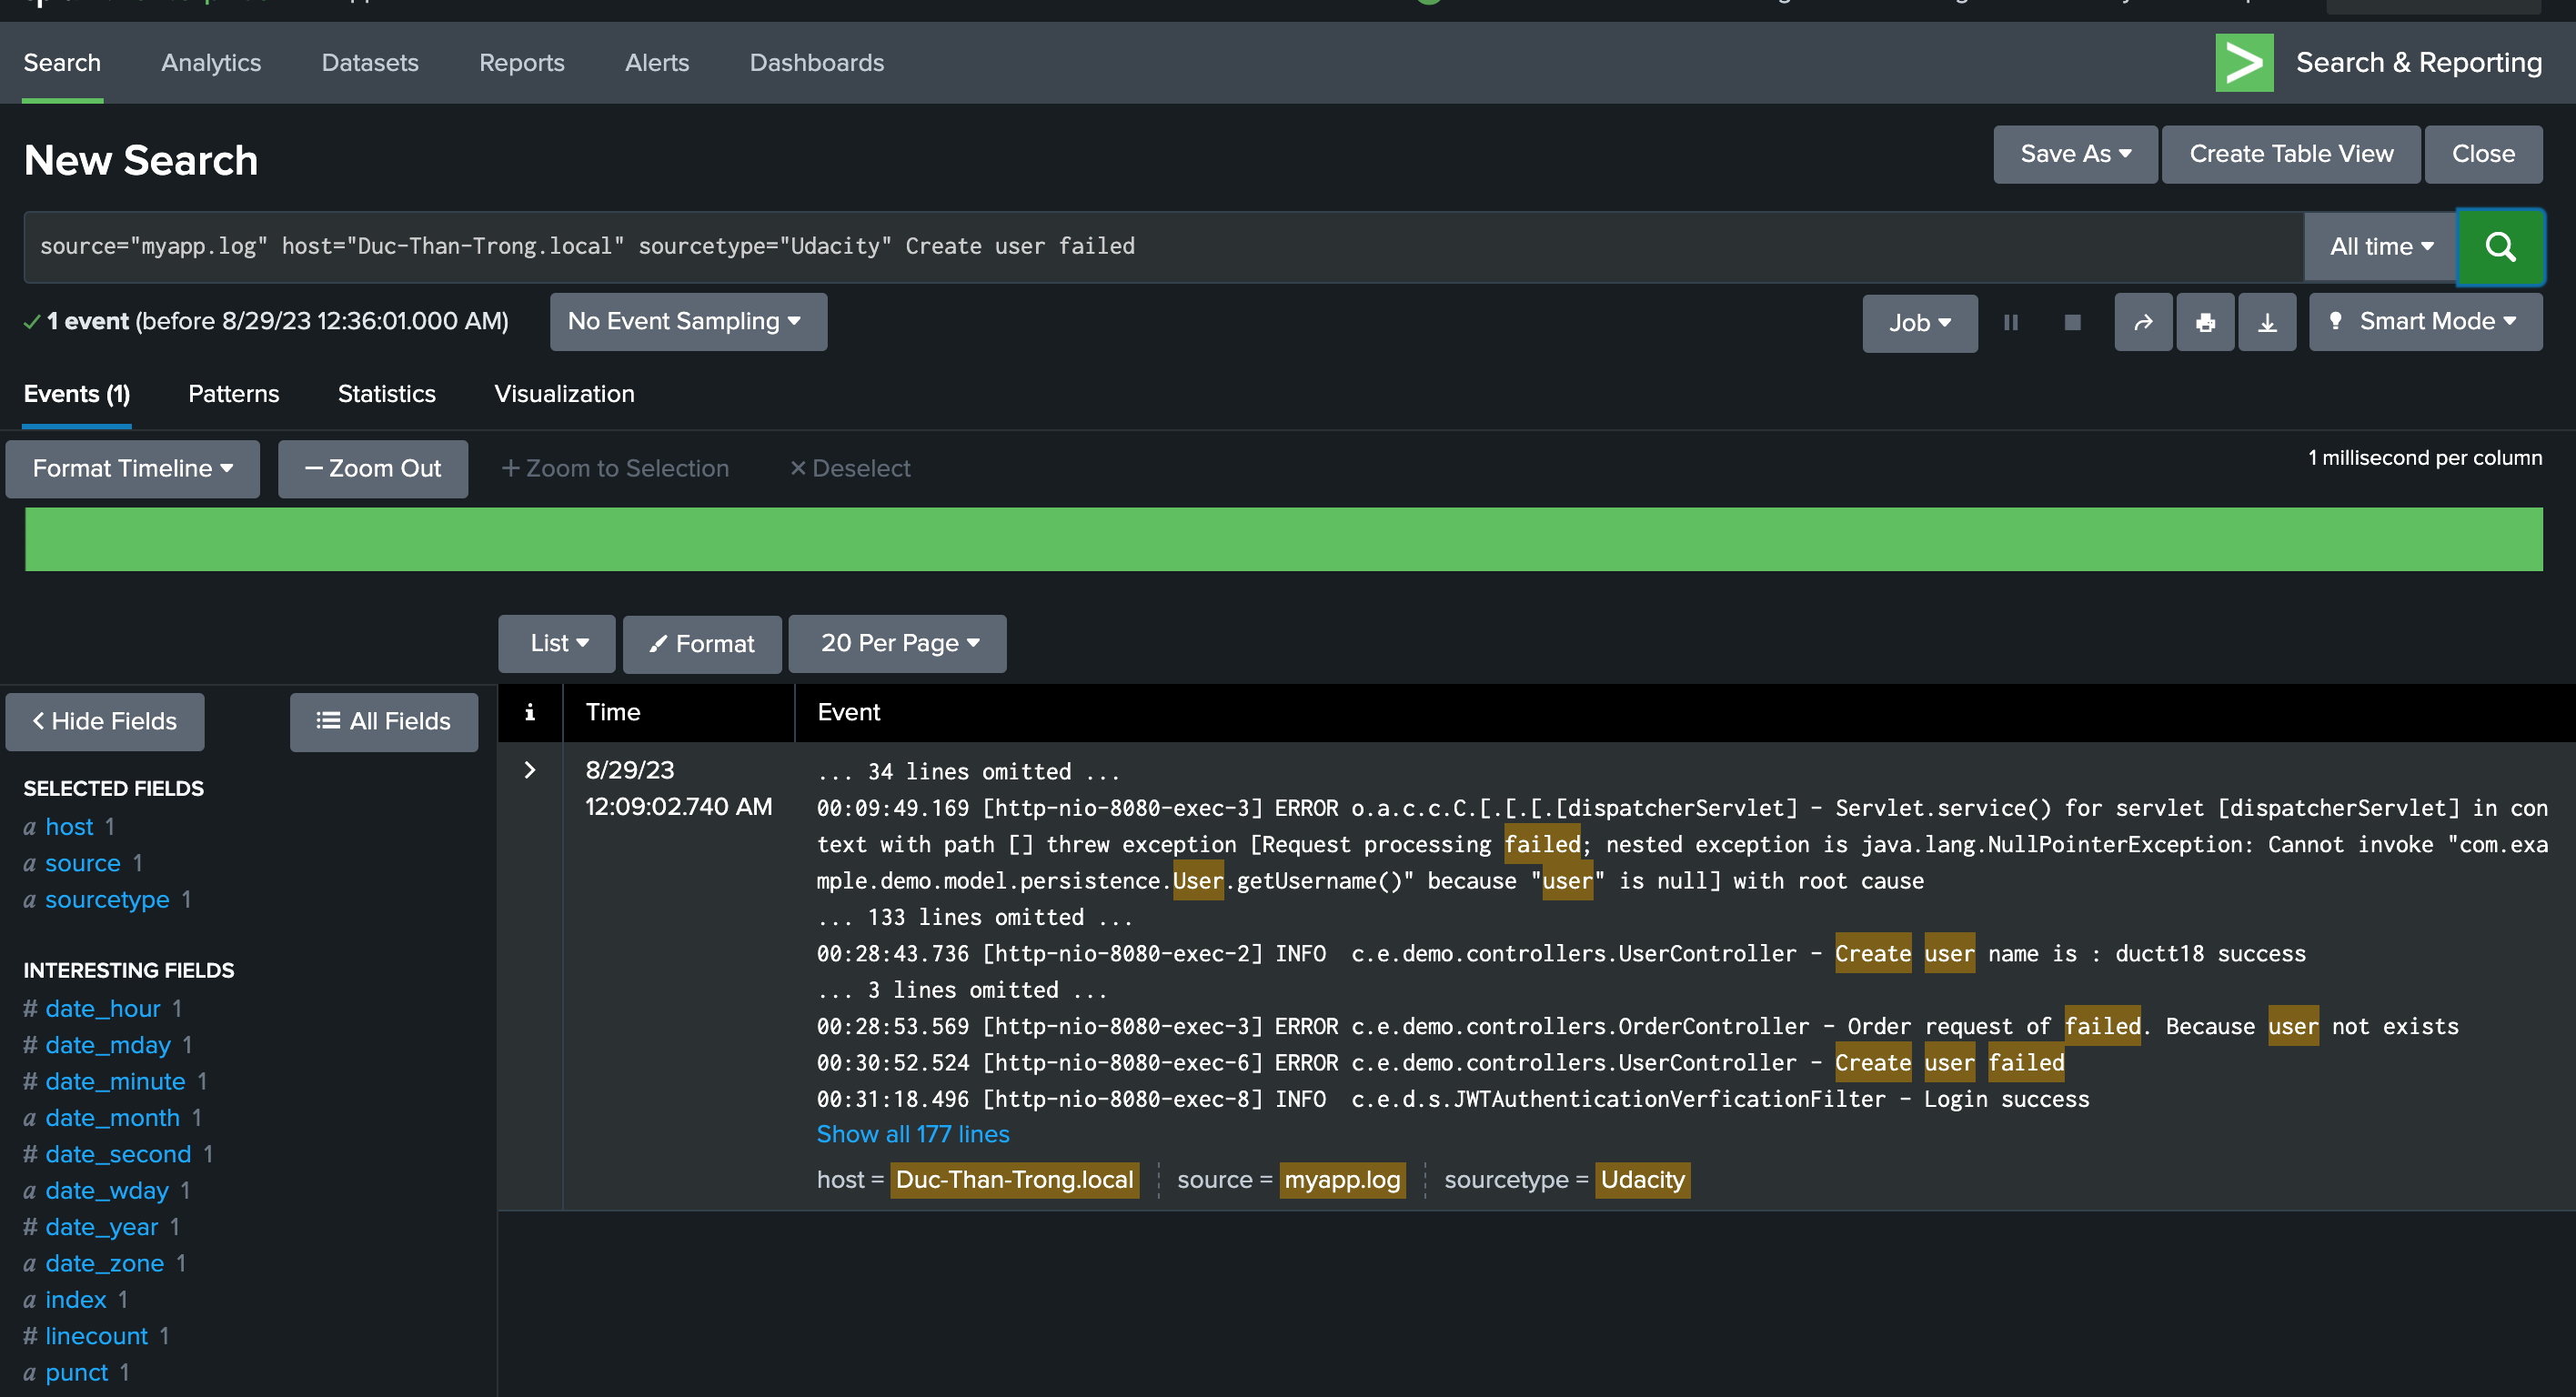 Search Analytics Datasets Reports Alerts Dashboards Search & Reporting
New Search
Save As Create Table View Close
source="myapp.log" host="Duc-Than-Trong.local" sourcetype="Udacity" Create user failed
All time
1 event (before 8/29/23 12:36:01.000 AM)
No Event Sampling
Job
Smart Mode
Events (1) Patterns Statistics Visualization
Format Timeline — Zoom Out + Zoom to Selection × Deselect
1 millisecond per column
List Format 20 Per Page
< Hide Fields All Fields
SELECTED FIELDS
a host 1
a source 1
a sourcetype 1
INTERESTING FIELDS
# date_hour 1
# date_mday 1
# date_minute 1
a date_month 1
# date_second 1
a date_wday 1
# date_year 1
a date_zone 1
a index 1
# linecount 1
a punct 1
i Time Event
> 8/29/23
12:09:02.740 AM
... 34 lines omitted ...
00:09:49.169 [http-nio-8080-exec-3] ERROR o.a.c.c.C.[.[.[.[dispatcherServlet] - Servlet.service() for servlet [dispatcherServlet] in con
text with path [] threw exception [Request processing failed; nested exception is java.lang.NullPointerException: Cannot invoke "com.exa
mple.demo.model.persistence.User.getUsername()" because "user" is null] with root cause
... 133 lines omitted ...
00:28:43.736 [http-nio-8080-exec-2] INFO  c.e.demo.controllers.UserController - Create user name is : ductt18 success
... 3 lines omitted ...
00:28:53.569 [http-nio-8080-exec-3] ERROR c.e.demo.controllers.OrderController - Order request of failed. Because user not exists
00:30:52.524 [http-nio-8080-exec-6] ERROR c.e.demo.controllers.UserController - Create user failed
00:31:18.496 [http-nio-8080-exec-8] INFO  c.e.d.s.JWTAuthenticationVerficationFilter - Login success
Show all 177 lines
host = Duc-Than-Trong.local source = myapp.log sourcetype = Udacity